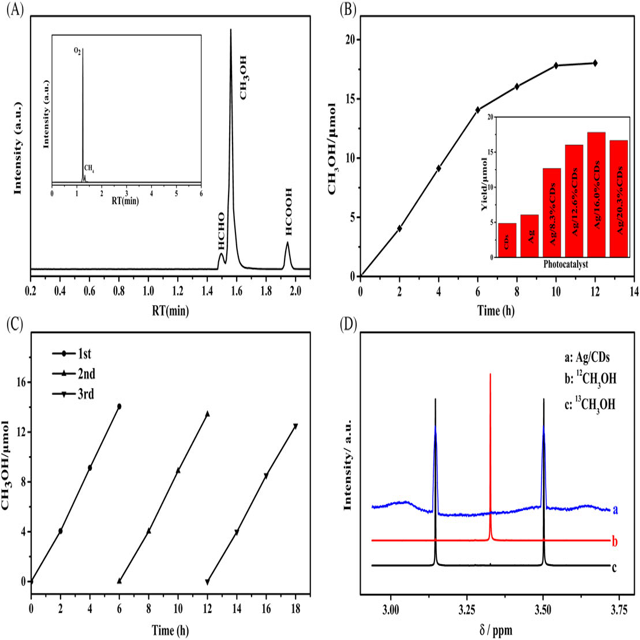 (A)
Intensity (a.u.)
Intensity (a.u.)
O2
CH3
0 1 2 3 4 5 6
RT(min)
HCHO
CH3OH
HCOOH
0.2 0.4 0.6 0.8 1.0 1.2 1.4 1.6 1.8 2.0
RT(min)
(B)
CH3OH/μmol
20
15
10
5
0
Yield/μmol
20
15
10
5
0
CDs
Ag
Ag/8.3%CDs
Ag/12.6%CDs
Ag/16.0%CDs
Ag/20.3%CDs
Photocatalyst
0 2 4 6 8 10 12 14
Time (h)
(C)
1st
2nd
3rd
CH3OH/μmol
16
12
8
4
0
0 2 4 6 8 10 12 14 16 18
Time (h)
(D)
a: Ag/CDs
b: 12CH3OH
c: 13CH3OH
Intensity/ a.u.
a
b
c
3.00 3.25 3.50 3.75
δ / ppm